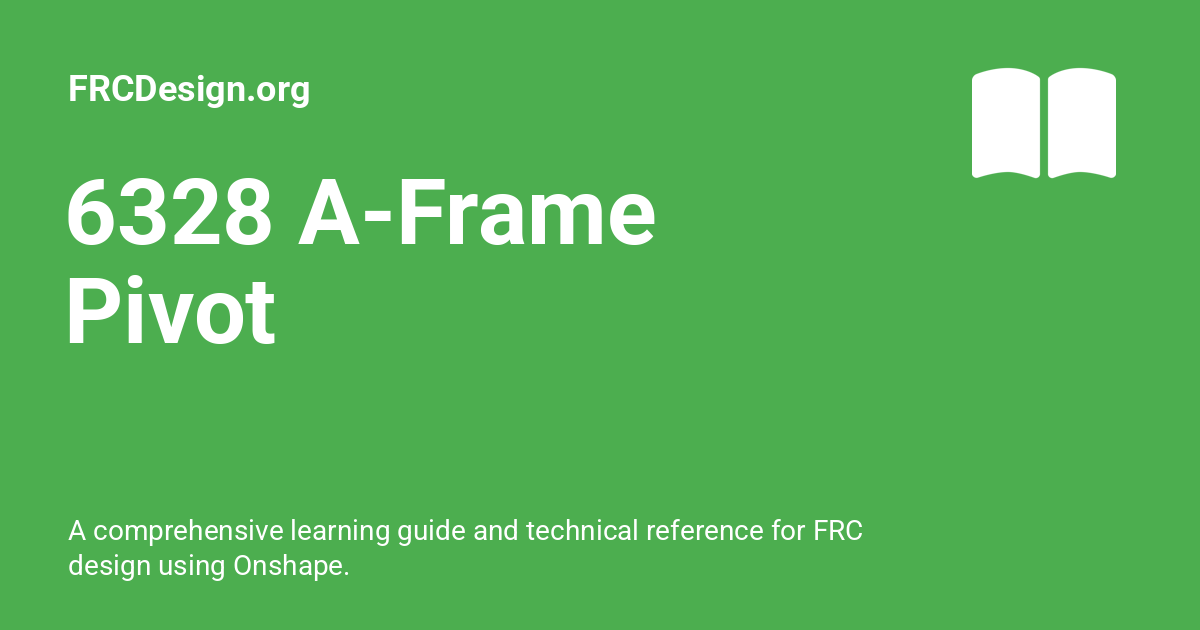 FRCDesign.org
6328 A-Frame
Pivot
A comprehensive learning guide and technical reference for FRC
design using Onshape.